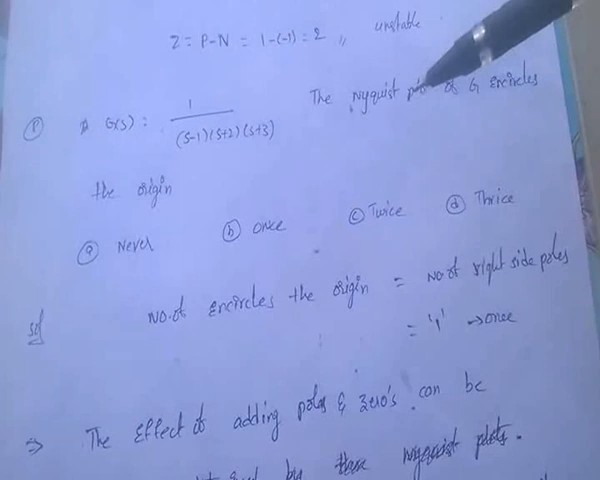 Z = P-N = 1-(-1) = 2 ,, unstable
(P) G(s) : 1 / (s-1)(s+2)(s+3) The Nyquist of G encircles
the origin
(a) Never (b) once (c) Twice (d) Thrice
sol No. of encircles the origin = No. of right side poles
= '1' → once
⇒ The effect of adding poles & zero's can be
by these nyquist plots.